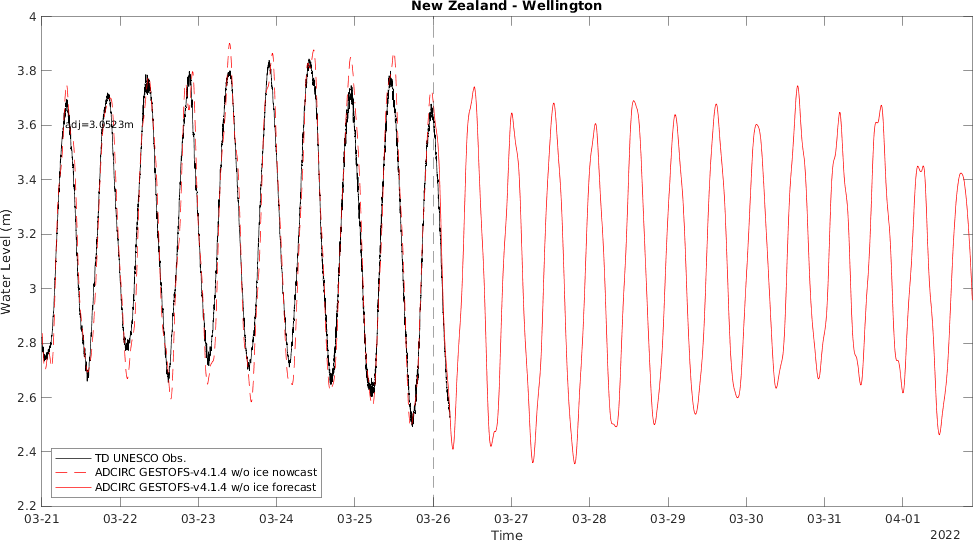 New Zealand - Wellington
4
3.8
3.6
3.4
3.2
3
2.8
2.6
2.4
2.2
Water Level (m)
adj=3.0523m
TD UNESCO Obs.
ADCIRC GESTOFS-v4.1.4 w/o ice nowcast
ADCIRC GESTOFS-v4.1.4 w/o ice forecast
03-21 03-22 03-23 03-24 03-25 03-26 03-27 03-28 03-29 03-30 03-31 04-01
Time
2022